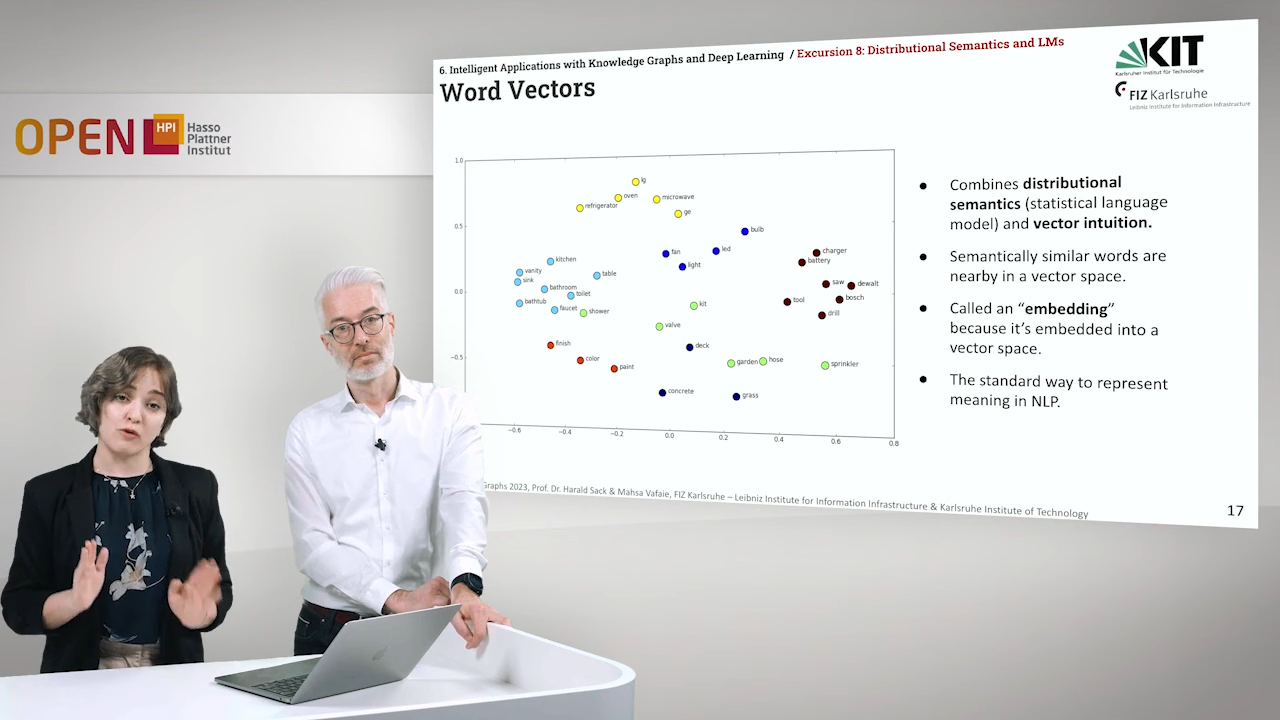 OPEN
HPI
Hasso
Plattner
Institut
6. Intelligent Applications with Knowledge Graphs and Deep Learning / Excursion 8: Distributional Semantics and LMs
Word Vectors
KIT
Karlsruher Institut für Technologie
FIZ Karlsruhe
Leibniz Institute for Information Infrastructure
1.0
0.5
0.0
−0.5
−0.6
−0.4
−0.2
0.0
0.2
0.4
0.6
0.8
lg
oven
microwave
refrigerator
ge
bulb
fan
led
light
charger
battery
kitchen
vanity
table
sink
bathroom
toilet
bathtub
faucet
shower
saw
dewalt
tool
bosch
drill
kit
valve
finish
deck
color
paint
garden
hose
sprinkler
concrete
grass
● Combines distributional
semantics (statistical language
model) and vector intuition.
● Semantically similar words are
nearby in a vector space.
● Called an “embedding”
because it’s embedded into a
vector space.
● The standard way to represent
meaning in NLP.
Graphs 2023, Prof. Dr. Harald Sack & Mahsa Vafaie, FIZ Karlsruhe – Leibniz Institute for Information Infrastructure & Karlsruhe Institute of Technology
17